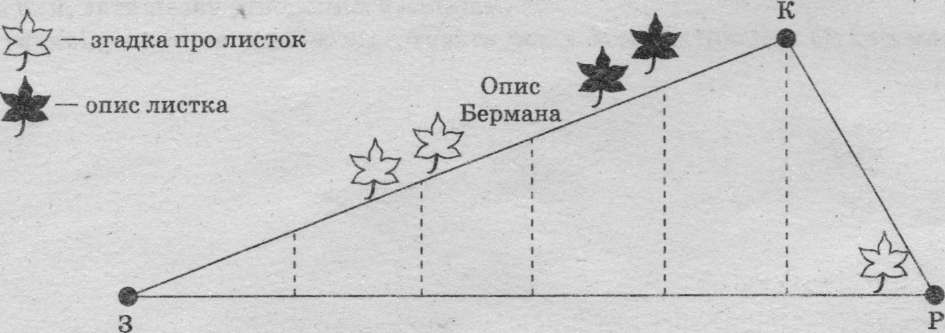 К
— згадка про листок
Опис
Бермана
— опис листка
З
Р